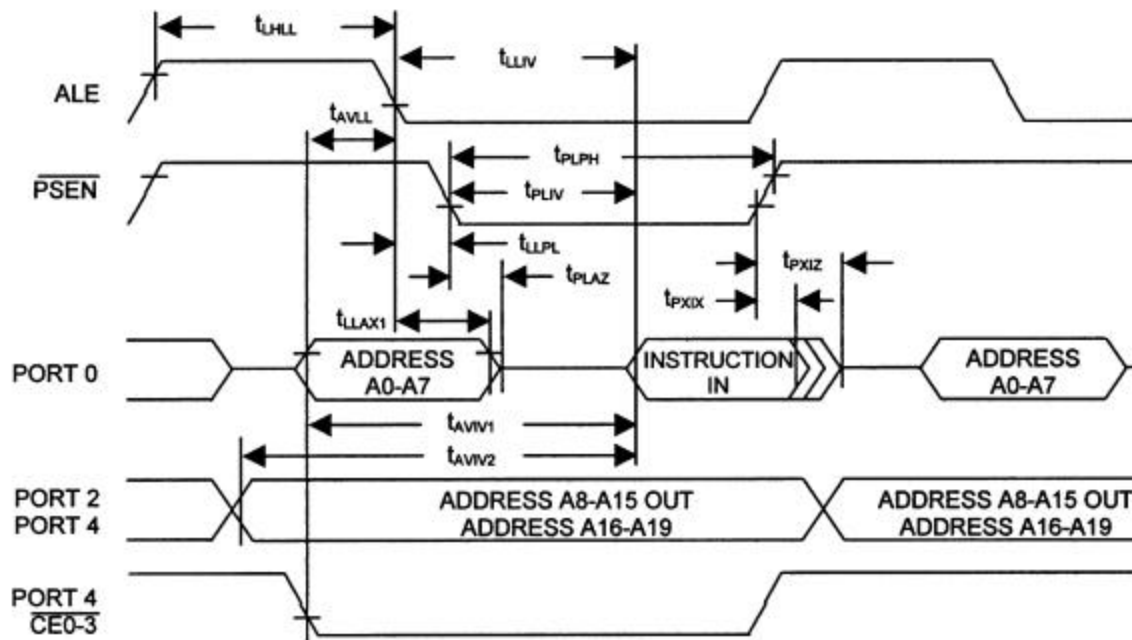 tLHLL
tLLIV
ALE
tAVLL
tPLPH
PSEN
tPLIV
tLLPL
tPXIZ
tPLAZ
tPXIX
tLLAX1
PORT 0
ADDRESS
A0-A7
INSTRUCTION
IN
ADDRESS
A0-A7
tAVIV1
tAVIV2
PORT 2
PORT 4
ADDRESS A8-A15 OUT
ADDRESS A16-A19
ADDRESS A8-A15 OUT
ADDRESS A16-A19
PORT 4
CE0-3